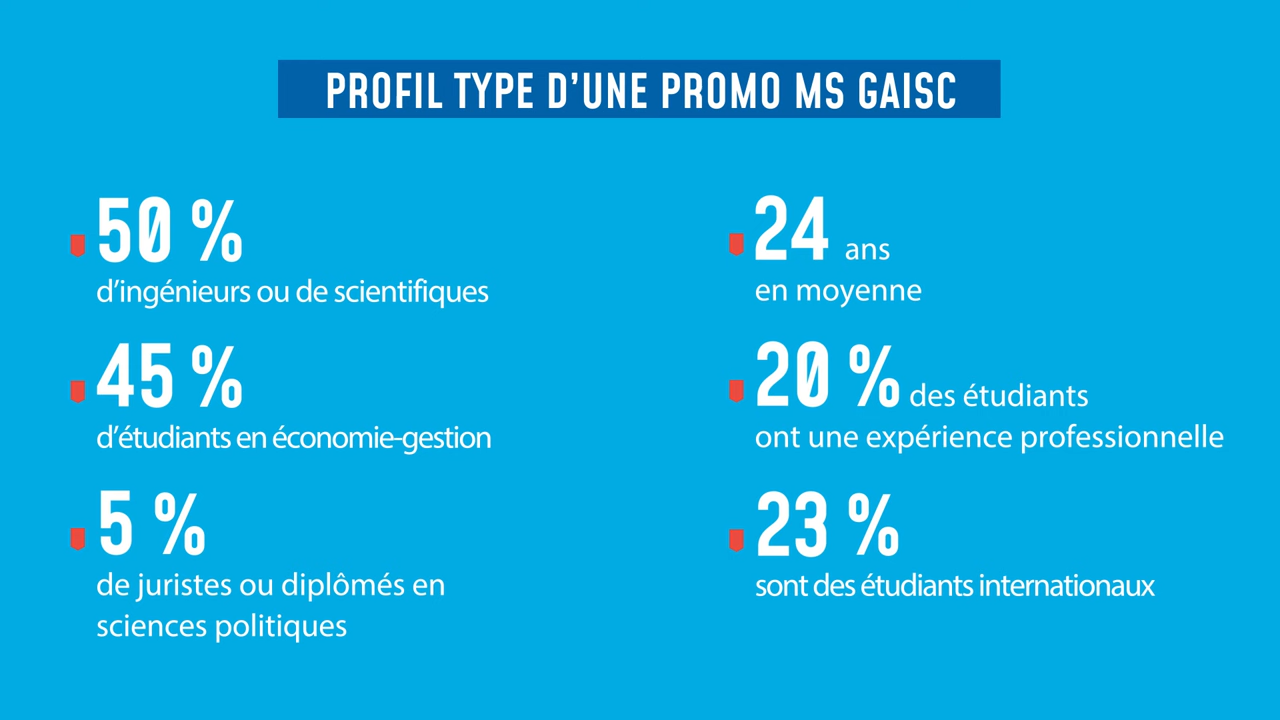 PROFIL TYPE D’UNE PROMO MS GAISC
50 %
d’ingénieurs ou de scientifiques
45 %
d’étudiants en économie-gestion
5 %
de juristes ou diplômés en
sciences politiques
24 ans
en moyenne
20 % des étudiants
ont une expérience professionnelle
23 %
sont des étudiants internationaux